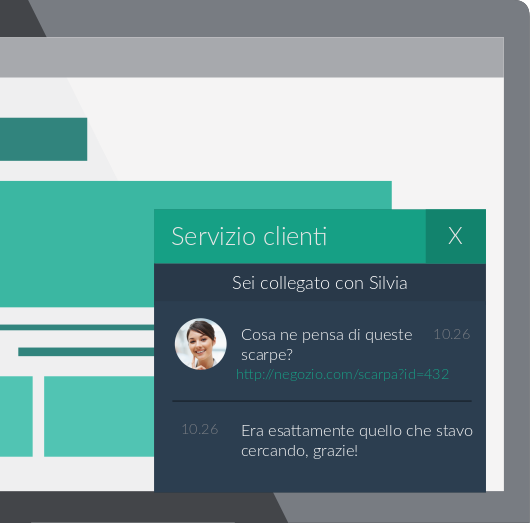 Servizio clienti X
Sei collegato con Silvia
Cosa ne pensa di queste 10.26
scarpe?
http://negozio.com/scarpa?id=432
10.26 Era esattamente quello che stavo
cercando, grazie!